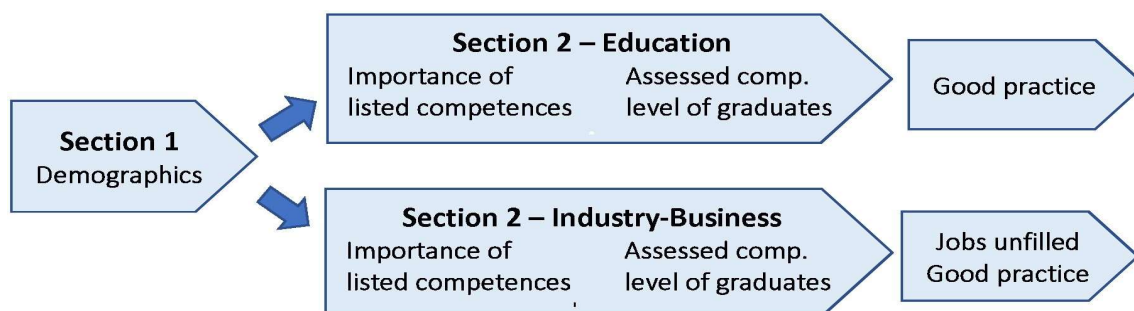 Section 1
Demographics
Section 2 – Education
Importance of listed competences
Assessed comp. level of graduates
Good practice
Section 2 – Industry-Business
Importance of listed competences
Assessed comp. level of graduates
Jobs unfilled
Good practice